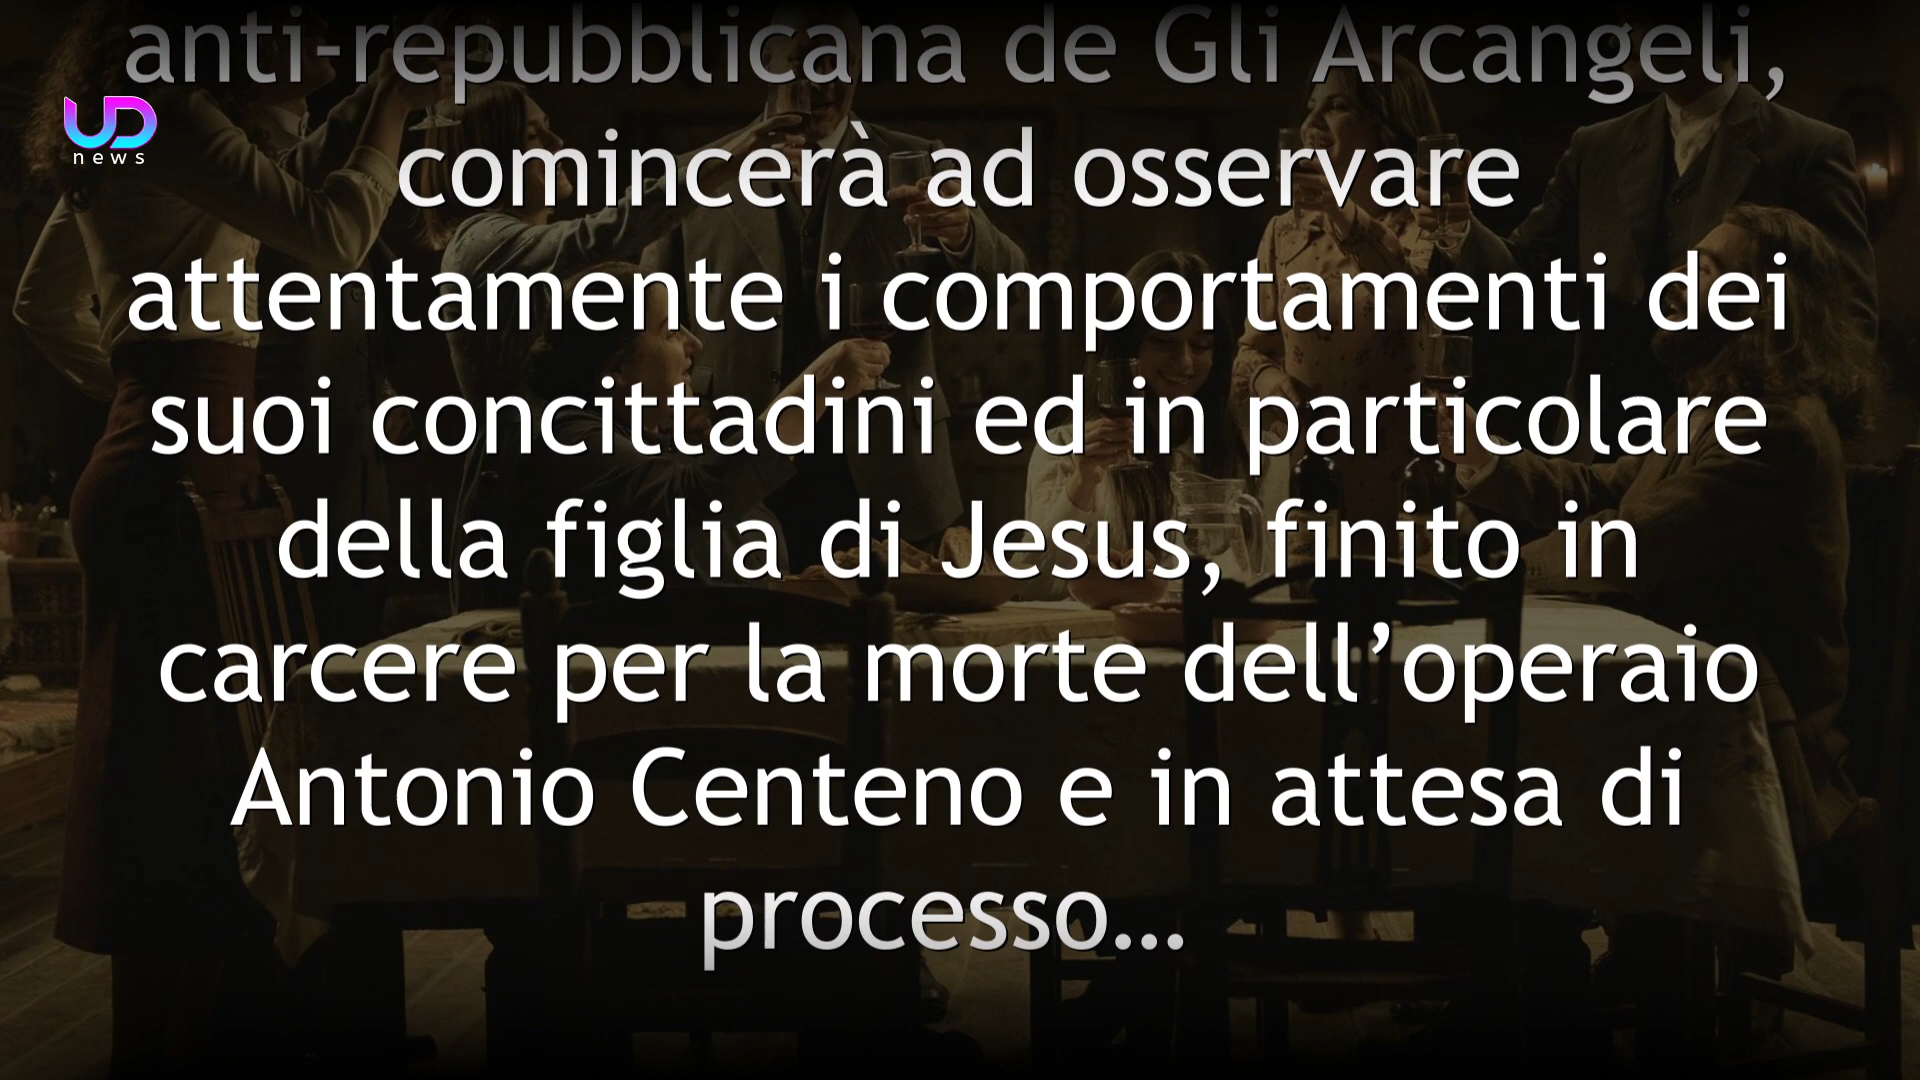 anti-repubblicana de Gli Arcangeli,
UD
news
comincerà ad osservare
attentamente i comportamenti dei
suoi concittadini ed in particolare
della figlia di Jesus, finito in
carcere per la morte dell’operaio
Antonio Centeno e in attesa di
processo...